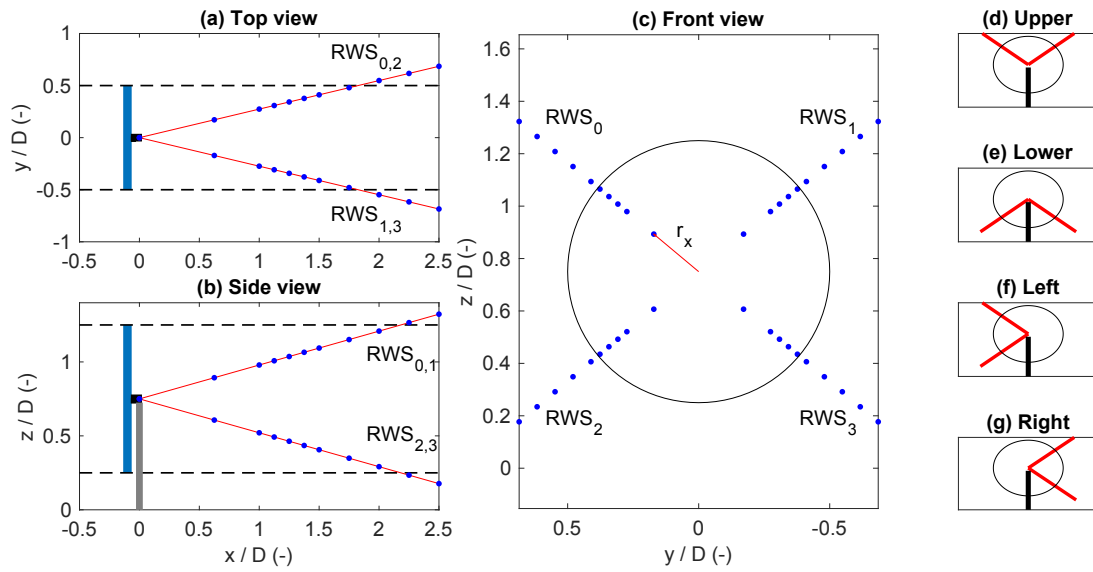 (a) Top view
1
0.5
0
-0.5
-1
y / D (-)
RWS0,2
RWS1,3
-0.5 0 0.5 1 1.5 2 2.5
(b) Side view
1
0.5
0
z / D (-)
RWS0,1
RWS2,3
-0.5 0 0.5 1 1.5 2 2.5
x / D (-)
(c) Front view
1.6
1.4
1.2
1
0.8
0.6
0.4
0.2
0
z / D (-)
RWS0
RWS1
r_x
RWS2
RWS3
0.5 0 -0.5
y / D (-)
(d) Upper
(e) Lower
(f) Left
(g) Right